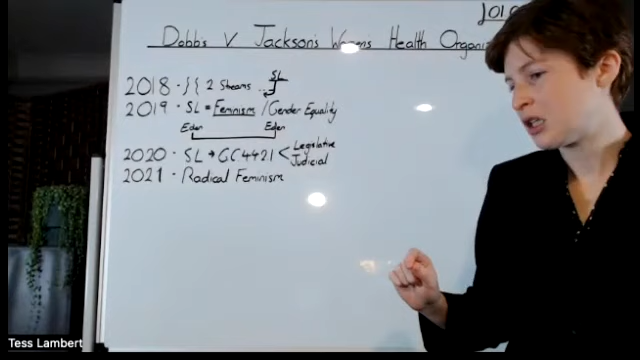 Dobbs V Jackson's Womens Health Organiz
2018 · }{ 2 Streams .. SL
2019 · SL = Feminism / Gender Equality
Eden Eden
2020 · SL → GC4421 < Legislative
Judicial
2021 · Radical Feminism
Tess Lambert